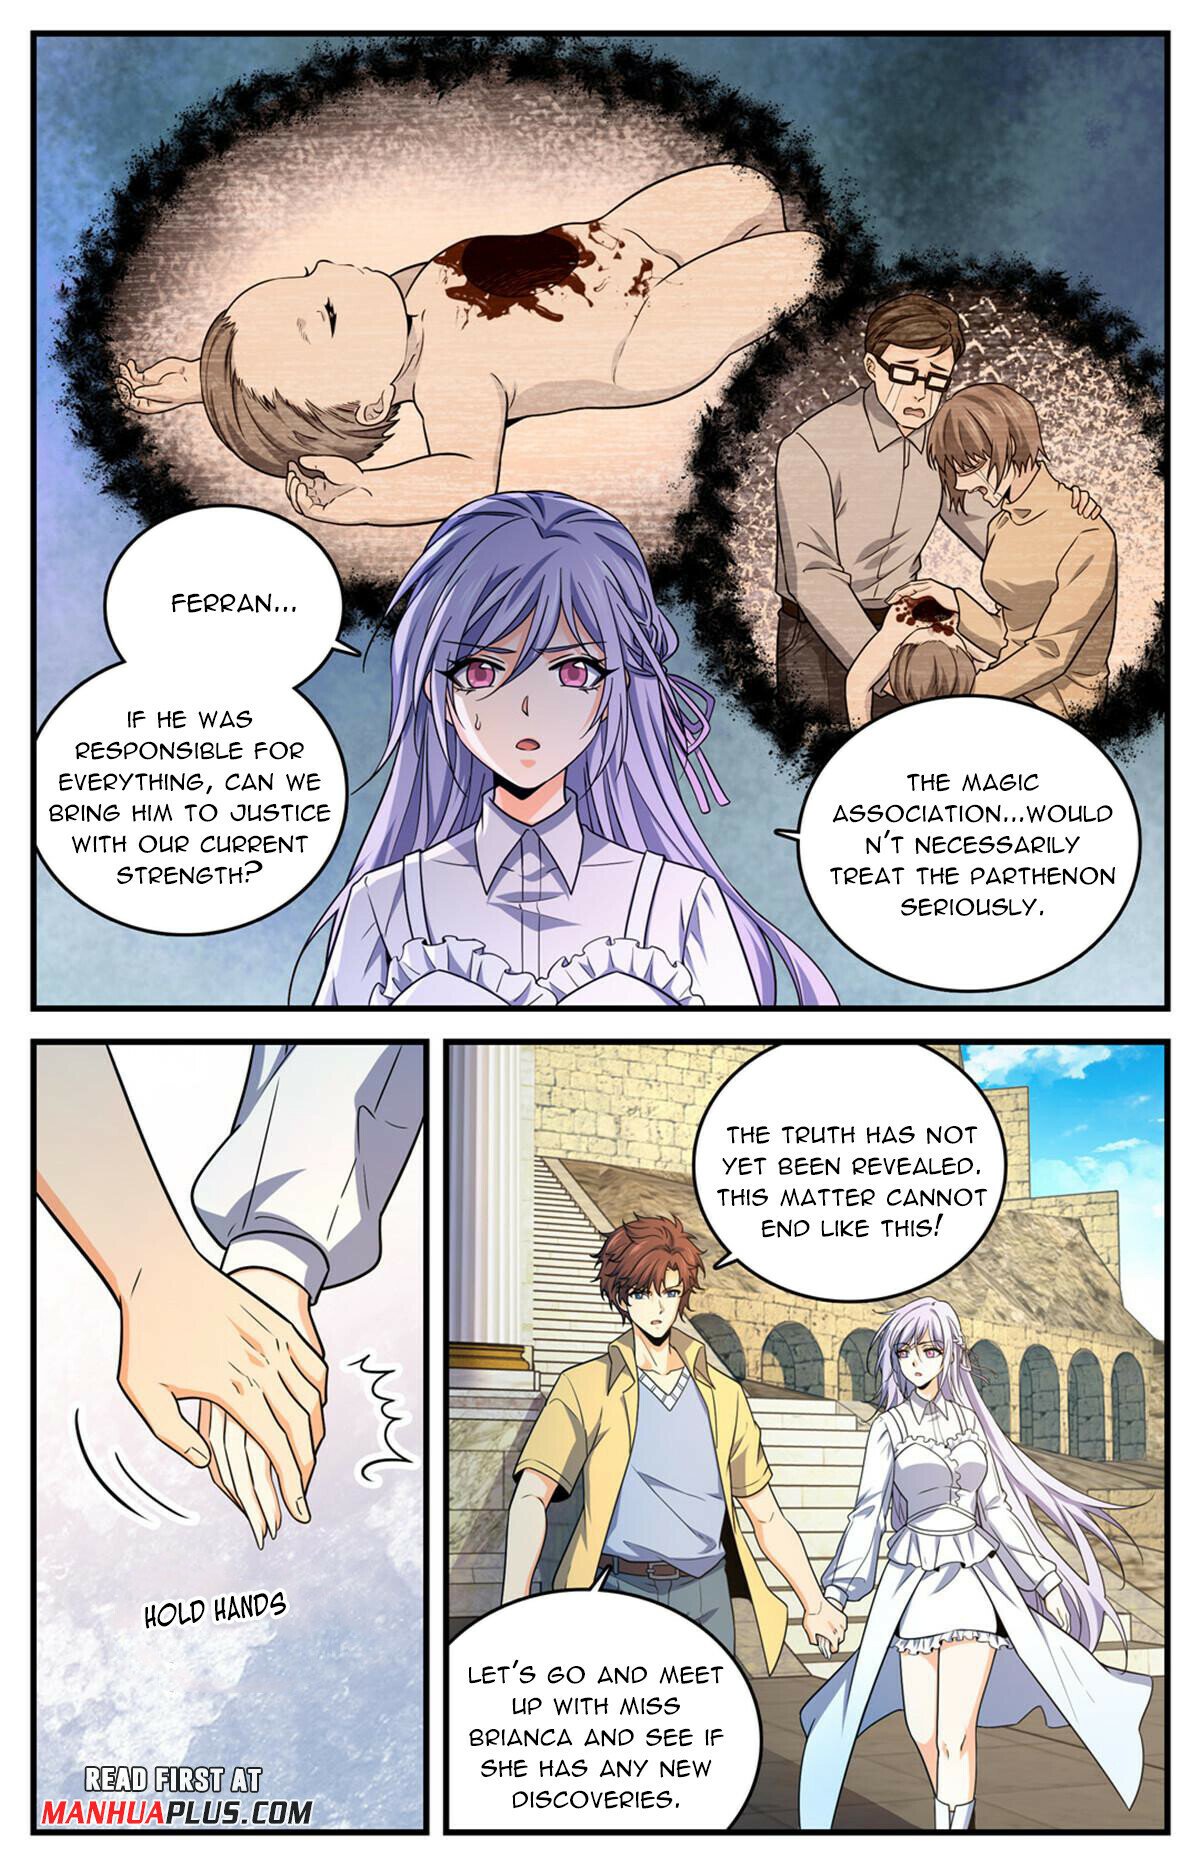 FERRAN...
IF HE WAS
RESPONSIBLE FOR
EVERYTHING, CAN WE
BRING HIM TO JUSTICE
WITH OUR CURRENT
STRENGTH?
THE MAGIC
ASSOCIATION...WOULD
N'T NECESSARILY
TREAT THE PARTHENON
SERIOUSLY.
HOLD HANDS
READ FIRST AT
MANHUAPLUS.COM
THE TRUTH HAS NOT
YET BEEN REVEALED.
THIS MATTER CANNOT
END LIKE THIS!
LET'S GO AND MEET
UP WITH MISS
BRIANCA AND SEE IF
SHE HAS ANY NEW
DISCOVERIES.